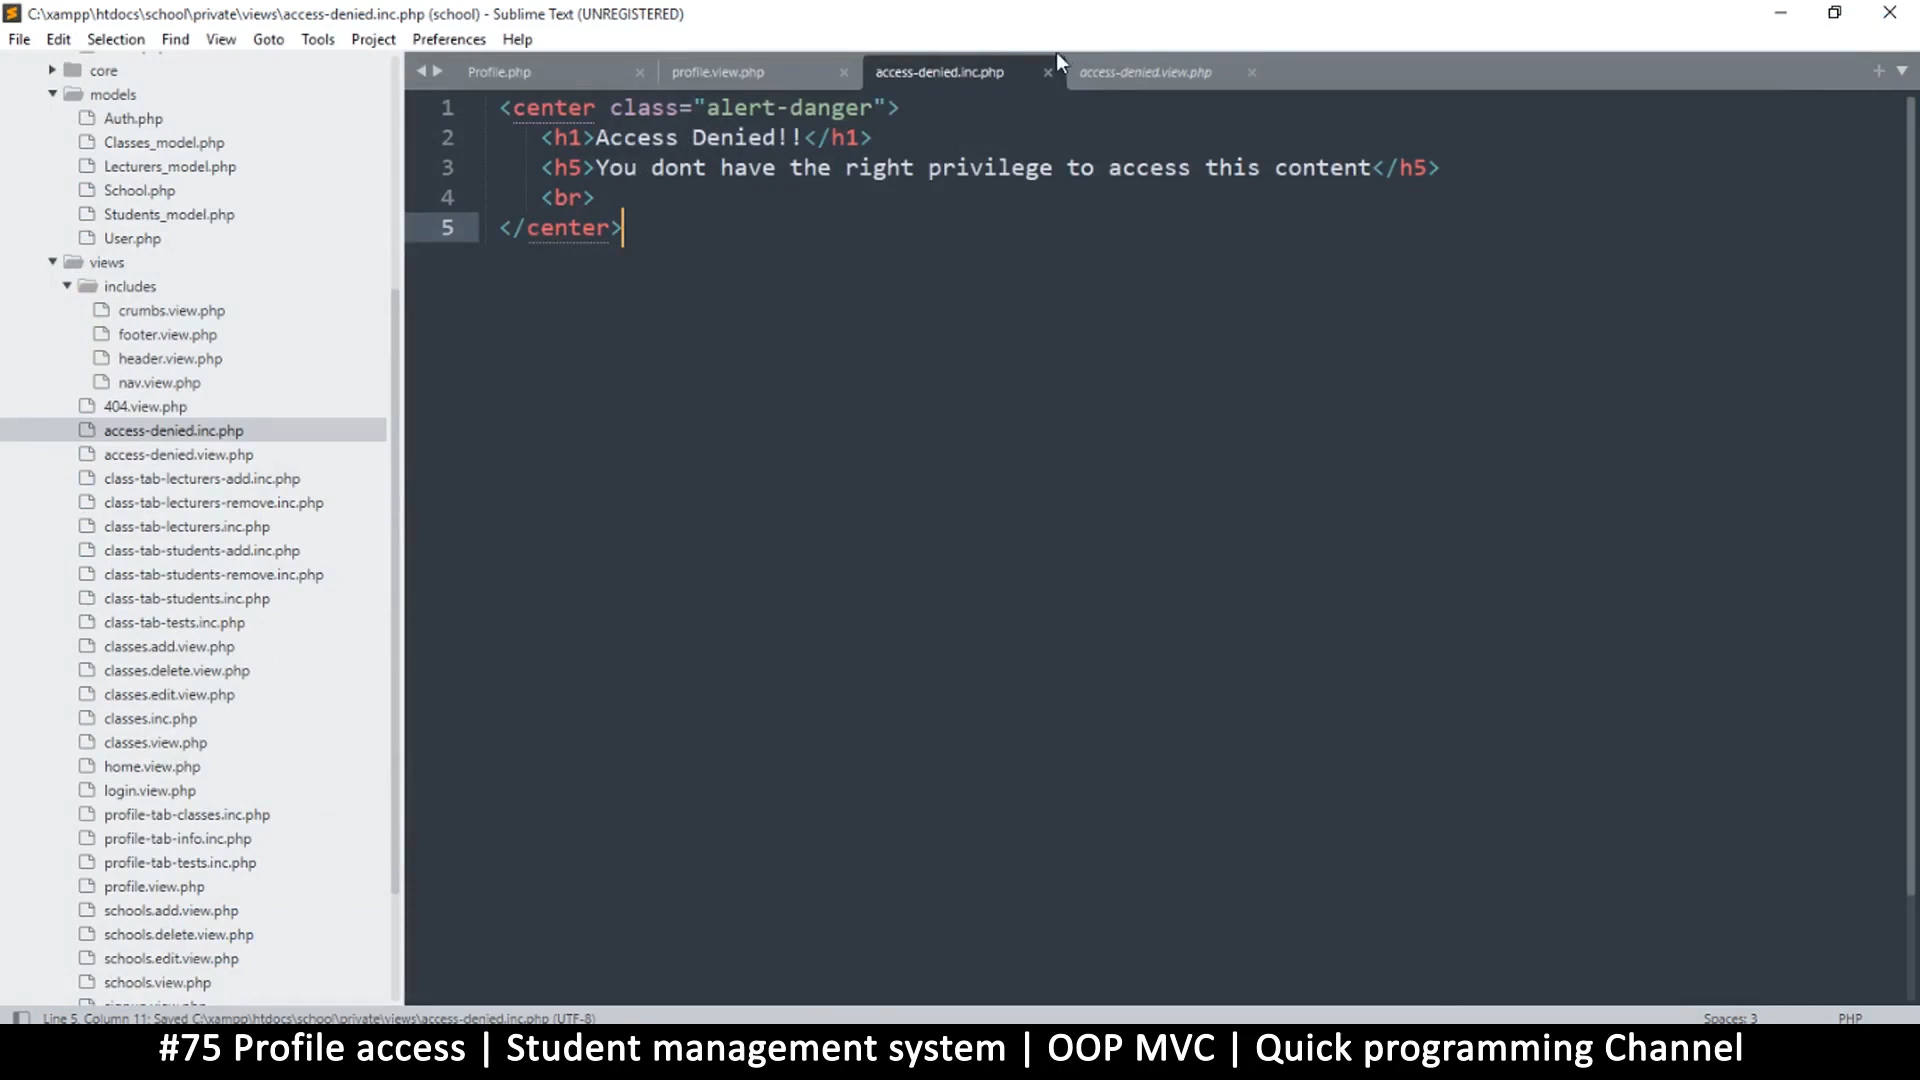 C:\xampp\htdocs\school\private\views\access-denied.inc.php (school) - Sublime Text (UNREGISTERED)
File Edit Selection Find View Goto Tools Project Preferences Help
core
models
Auth.php
Classes_model.php
Lecturers_model.php
School.php
Students_model.php
User.php
views
includes
crumbs.view.php
footer.view.php
header.view.php
nav.view.php
404.view.php
access-denied.inc.php
access-denied.view.php
class-tab-lecturers-add.inc.php
class-tab-lecturers-remove.inc.php
class-tab-lecturers.inc.php
class-tab-students-add.inc.php
class-tab-students-remove.inc.php
class-tab-students.inc.php
class-tab-tests.inc.php
classes.add.view.php
classes.delete.view.php
classes.edit.view.php
classes.inc.php
classes.view.php
home.view.php
login.view.php
profile-tab-classes.inc.php
profile-tab-info.inc.php
profile-tab-tests.inc.php
profile.view.php
schools.add.view.php
schools.delete.view.php
schools.edit.view.php
schools.view.php
Profile.php profile.view.php access-denied.inc.php access-denied.view.php
1 <center class="alert-danger">
2 <h1>Access Denied!!</h1>
3 <h5>You dont have the right privilege to access this content</h5>
4 <br>
5 </center>
Line 5, Column 11; Saved C:\xampp\htdocs\school\private\views\access-denied.inc.php (UTF-8) Spaces: 3 PHP
#75 Profile access | Student management system | OOP MVC | Quick programming Channel